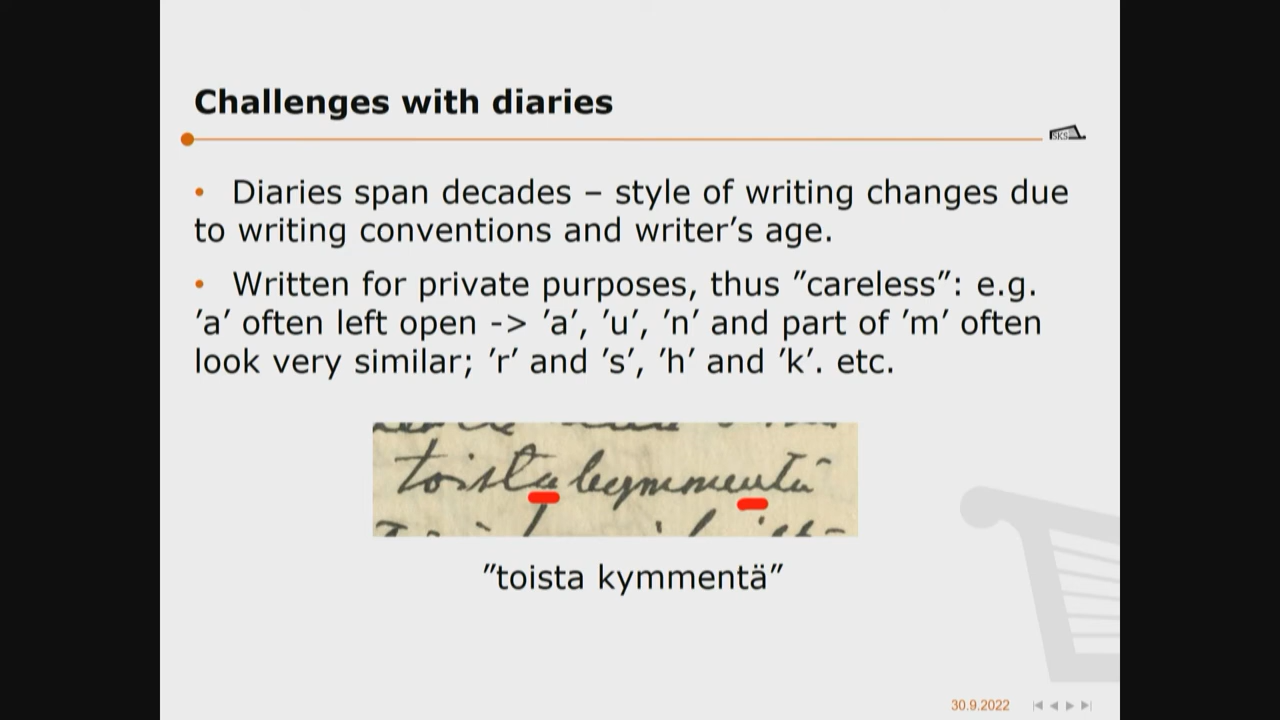 Challenges with diaries
SKS
• Diaries span decades – style of writing changes due
to writing conventions and writer’s age.
• Written for private purposes, thus ”careless”: e.g.
’a’ often left open -> ’a’, ’u’, ’n’ and part of ’m’ often
look very similar; ’r’ and ’s’, ’h’ and ’k’. etc.
toista kymmentä
”toista kymmentä”
30.9.2022